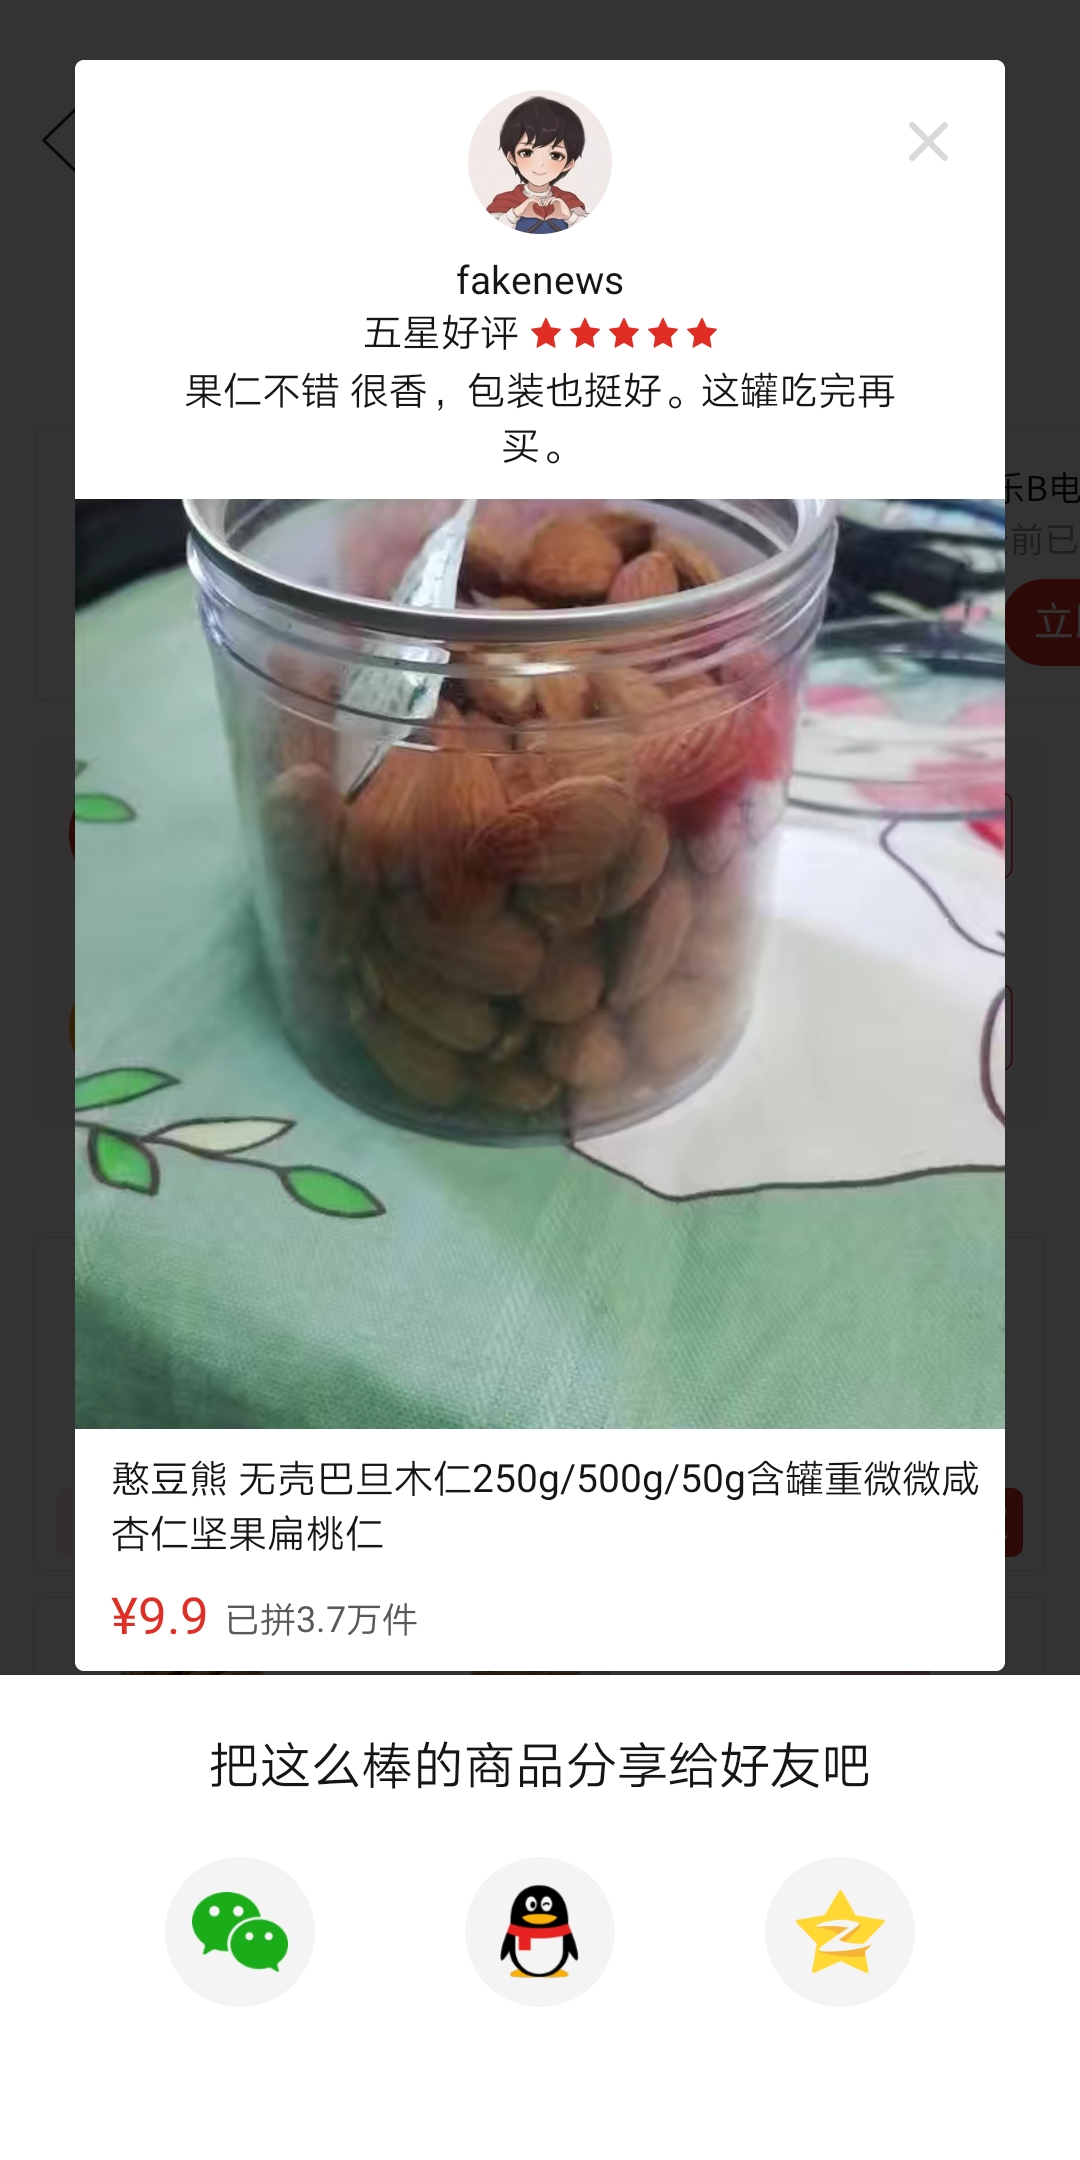 fakenews
五星好评
果仁不错 很香，包装也挺好。这罐吃完再
买。
乐B电
前已
立
憨豆熊 无壳巴旦木仁250g/500g/50g含罐重微微咸
杏仁坚果扁桃仁
¥9.9 已拼3.7万件
把这么棒的商品分享给好友吧